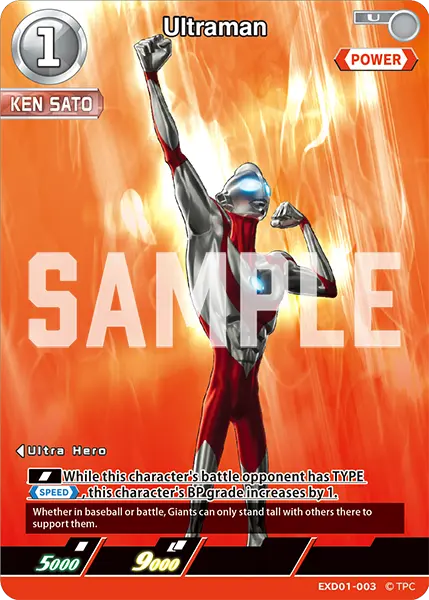 Ultraman
U
1
POWER
KEN SATO
SAMPLE
Ultra Hero
While this character's battle opponent has TYPE
SPEED, this character's BP grade increases by 1.
Whether in baseball or battle, Giants can only stand tall with others there to
support them.
5000 9000
EXD01-003 © TPC